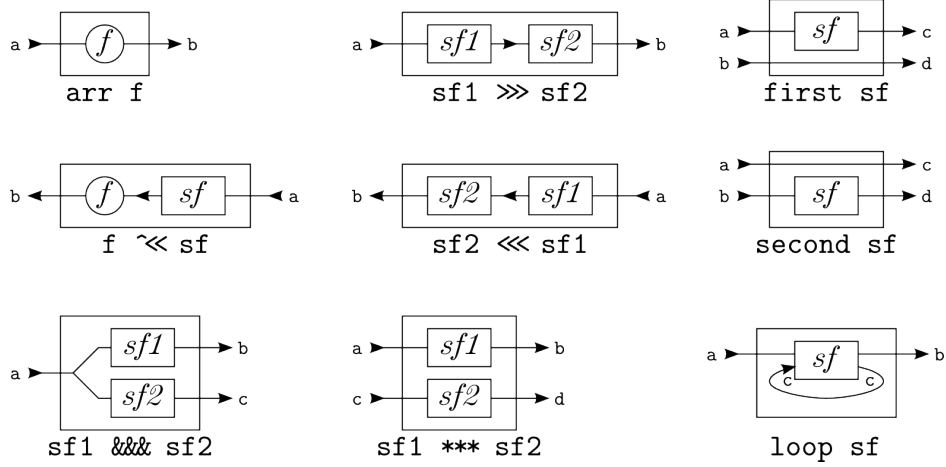 a f b
arr f
a sf1 sf2 b
sf1 >>> sf2
a sf c
b d
first sf
b f sf a
f ^<< sf
b sf2 sf1 a
sf2 <<< sf1
a c
b sf d
second sf
a sf1 b
sf2 c
sf1 &&& sf2
a sf1 b
c sf2 d
sf1 *** sf2
a sf b
c c
loop sf